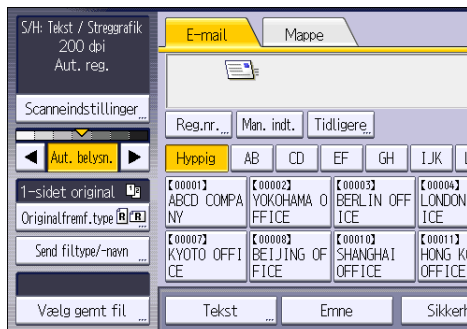 S/H: Tekst / Streggrafik
200 dpi
Aut. reg.
Scanneindstillinger
Aut. belysn.
1-sidet original
Originalfremf.type
Send filtype/-navn
Vælg gemt fil
E-mail Mappe
Reg.nr. Man. indt. Tidligere
Hyppig AB CD EF GH IJK
[00001] [00002] [00003] [00004]
ABCD COMPA YOKOHAMA O BERLIN OFF LONDON
NY FFICE ICE ICE
[00007] [00008] [00010] [00011]
KYOTO OFFI BEIJING OF SHANGHAI HONG K
CE FICE OFFICE OFFICE
Tekst Emne Sikker